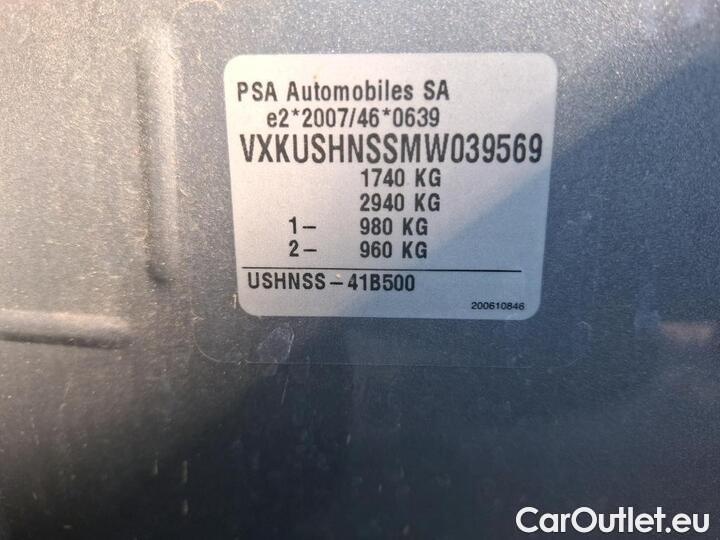 PSA Automobiles SA
e2*2007/46*0639
VXKUSHNSSMW039569
1740 KG
2940 KG
1- 980 KG
2- 960 KG
USHNSS-41B500
200610846
CarOutlet.eu